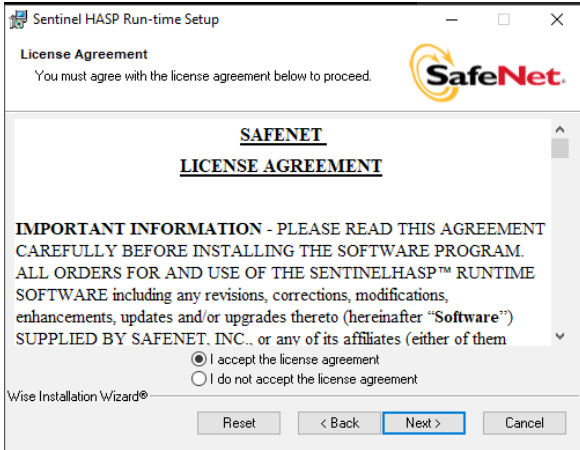 Sentinel HASP Run-time Setup
License Agreement
You must agree with the license agreement below to proceed.
SafeNet.
SAFENET
LICENSE AGREEMENT
IMPORTANT INFORMATION - PLEASE READ THIS AGREEMENT
CAREFULLY BEFORE INSTALLING THE SOFTWARE PROGRAM.
ALL ORDERS FOR AND USE OF THE SENTINELHASP™ RUNTIME
SOFTWARE including any revisions, corrections, modifications,
enhancements, updates and/or upgrades thereto (hereinafter “Software”)
SUPPLIED BY SAFENET, INC., or any of its affiliates (either of them
I accept the license agreement
I do not accept the license agreement
Wise Installation Wizard®
Reset
< Back
Next >
Cancel